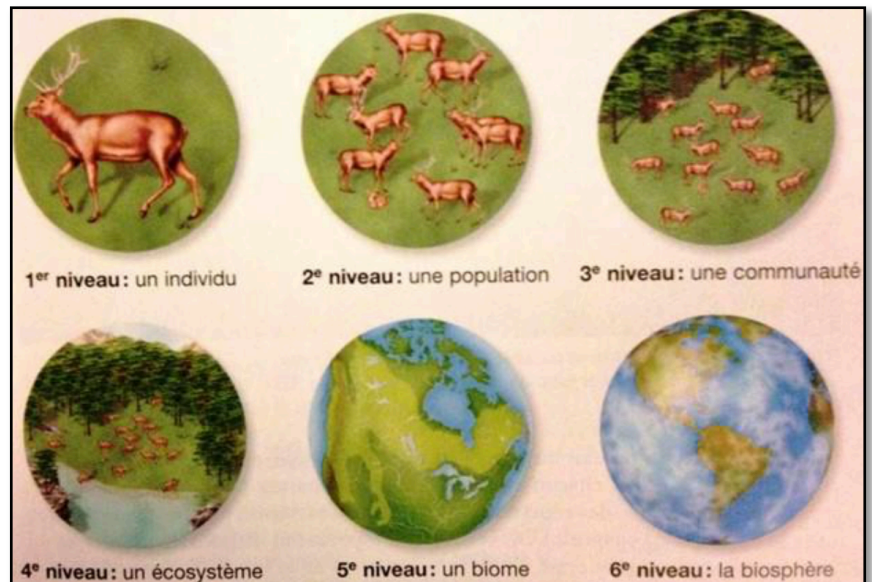 1er niveau : un individu
2e niveau : une population
3e niveau : une communauté
4e niveau : un écosystème
5e niveau : un biome
6e niveau : la biosphère